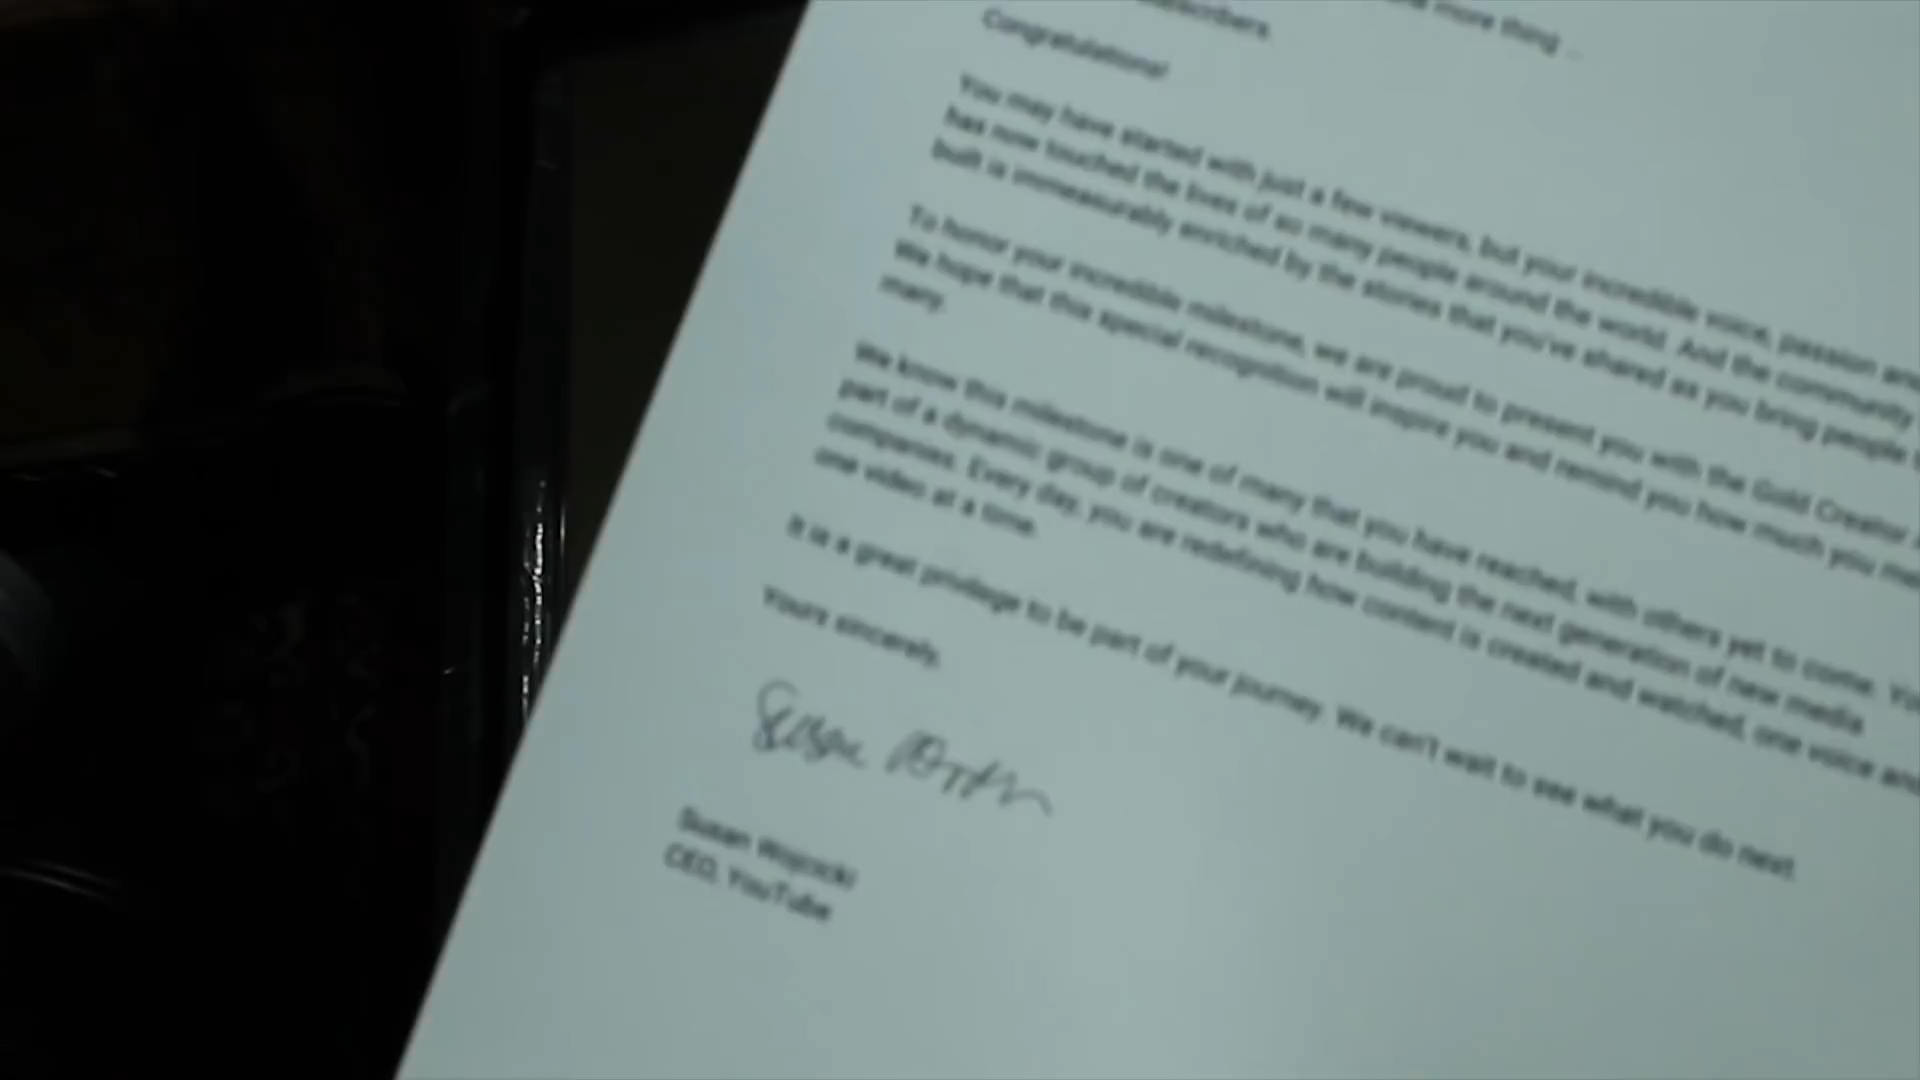 more thing ...
subscribers.
Congratulations!
You may have started with just a few viewers, but your incredible voice, passion and
has now touched the lives of so many people around the world. And the community
built is immeasurably enriched by the stories that you've shared as you bring people
To honor your incredible milestone, we are proud to present you with the Gold Creator
We hope that this special recognition will inspire you and remind you how much you
many.
We know this milestone is one of many that you have reached, with others yet to come.
part of a dynamic group of creators who are building the next generation of new media
companies. Every day, you are redefining how content is created and watched, one voice and
one video at a time.
It is a great privilege to be part of your journey. We can't wait to see what you do next.
Yours sincerely,
Susan Wojcicki
CEO, YouTube